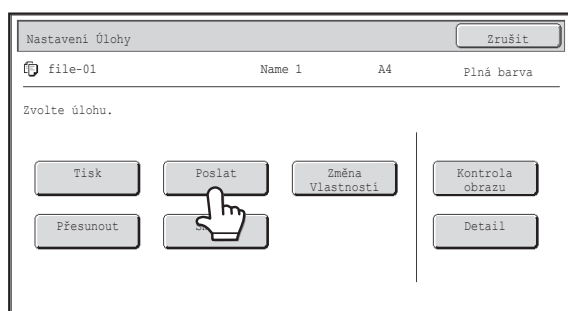 Nastavení Úlohy
Zrušit
file-01 Name 1 A4 Plná barva
Zvolte úlohu.
Tisk Poslat Změna Vlastností Kontrola obrazu
Přesunout Detail